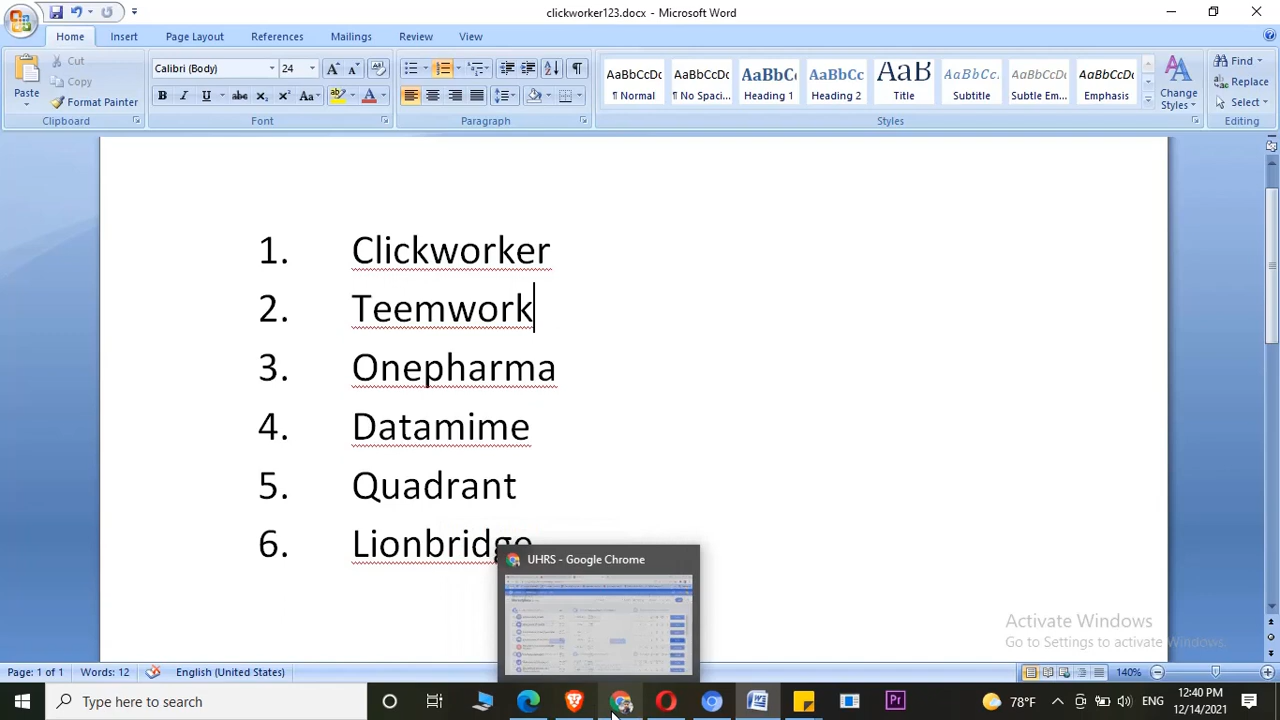 clickworker123.docx - Microsoft Word
Home Insert Page Layout References Mailings Review View
Paste
Cut
Copy
Format Painter
Clipboard
Calibri (Body) 24
Font
Paragraph
AaBbCcDc AaBbCcDc AaBbCc AaBbCc AaB AaBbCc. AaBbCcDc AaBbCcDc
¶ Normal ¶ No Spaci... Heading 1 Heading 2 Title Subtitle Subtle Em... Emphasis
Change Styles
Styles
Find
Replace
Select
Editing
1. Clickworker
2. Teemwork
3. Onepharma
4. Datamime
5. Quadrant
6. Lionbridge
UHRS - Google Chrome
Activate Windows
Go to Settings to activate Windows.
Page: 1 of 1 Words: 12 English (United States) 140%
Type here to search
78°F ENG 12:40 PM
12/14/2021